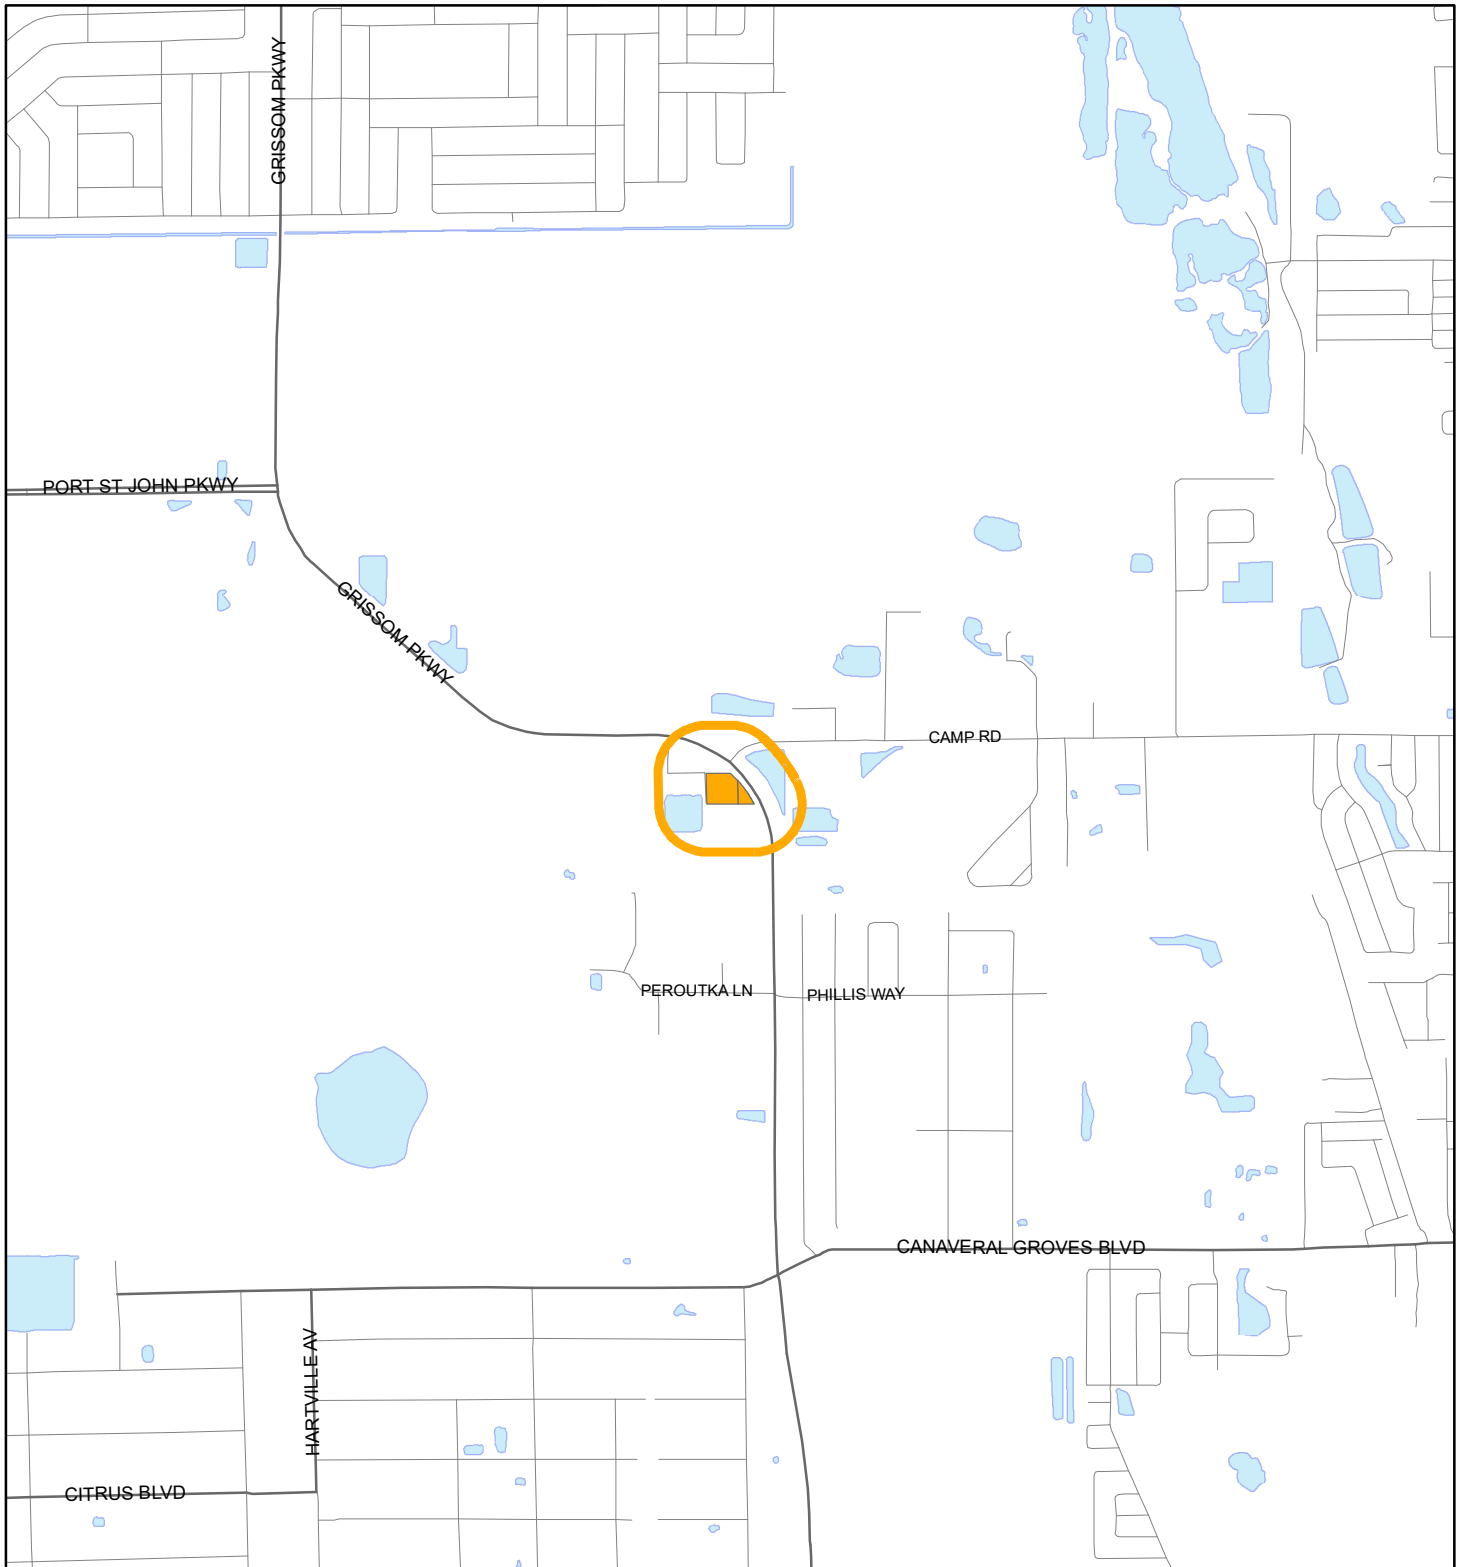 GRISSOM PKWY
PORT ST JOHN PKWY
GRISSOM PKWY
CAMP RD
PEROUTKA LN
PHILLIS WAY
CANAVERAL GROVES BLVD
HARTVILLE AV
CITRUS BLVD